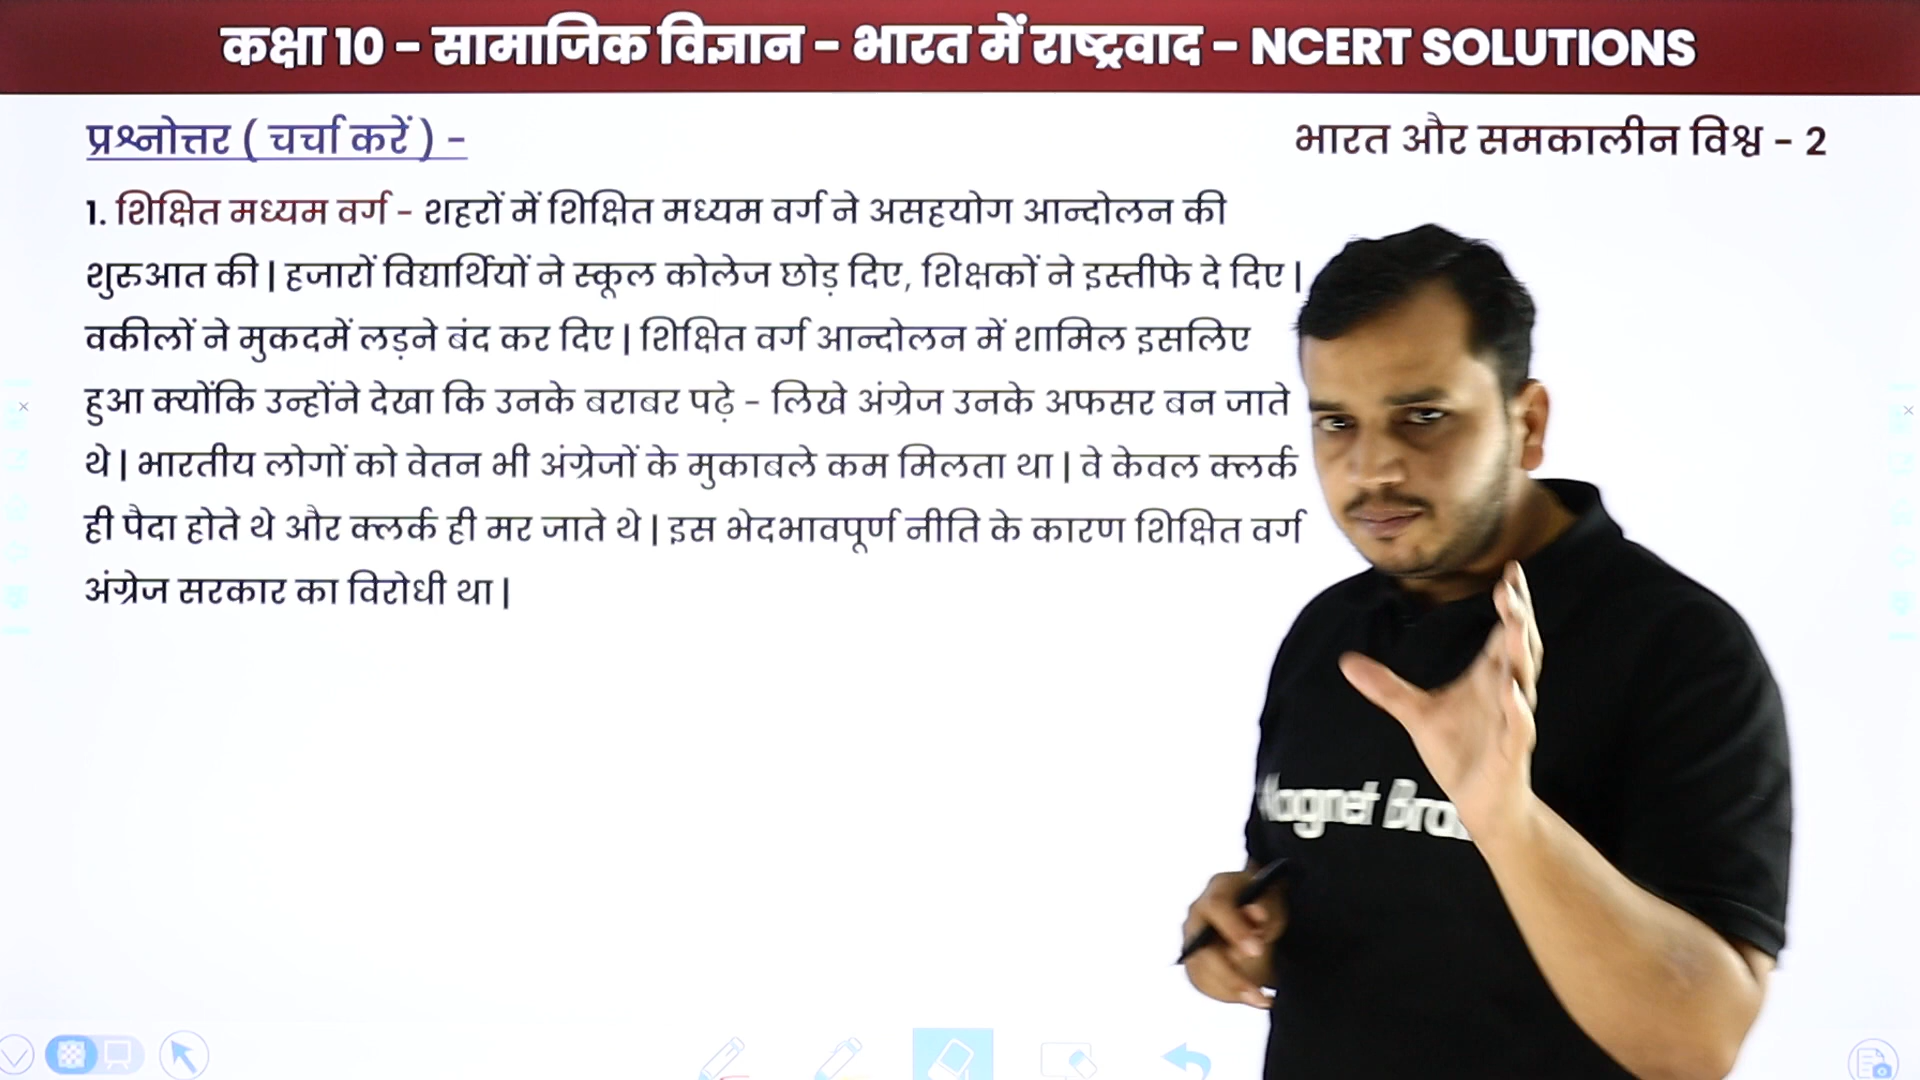 कक्षा 10 - सामाजिक विज्ञान - भारत में राष्ट्रवाद - NCERT SOLUTIONS
प्रश्नोत्तर ( चर्चा करें ) -
भारत और समकालीन विश्व - 2
1. शिक्षित मध्यम वर्ग - शहरों में शिक्षित मध्यम वर्ग ने असहयोग आन्दोलन की
शुरुआत की | हजारों विद्यार्थियों ने स्कूल कोलेज छोड़ दिए, शिक्षकों ने इस्तीफे दे दिए |
वकीलों ने मुकदमें लड़ने बंद कर दिए | शिक्षित वर्ग आन्दोलन में शामिल इसलिए
हुआ क्योंकि उन्होंने देखा कि उनके बराबर पढ़े - लिखे अंग्रेज उनके अफसर बन जाते
थे | भारतीय लोगों को वेतन भी अंग्रेजों के मुकाबले कम मिलता था | वे केवल क्लर्क
ही पैदा होते थे और क्लर्क ही मर जाते थे | इस भेदभावपूर्ण नीति के कारण शिक्षित वर्ग
अंग्रेज सरकार का विरोधी था |
Magnet Bra